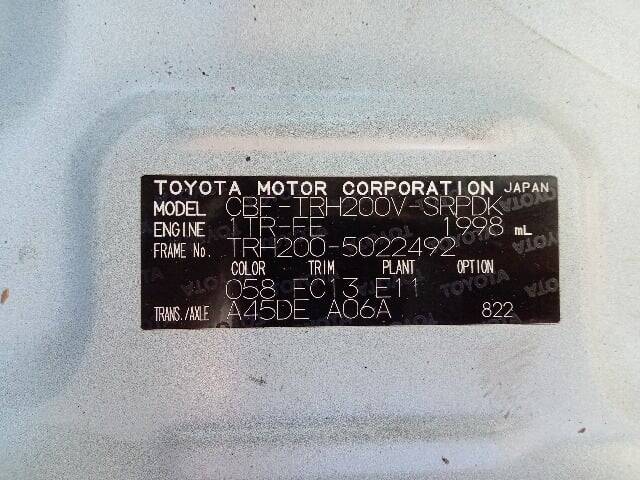 TOYOTA MOTOR CORPORATION JAPAN
MODEL CBF-TRH200V-SRPDK
ENGINE 1TR-FE 1998 mL
FRAME No. TRH200-5022492
COLOR TRIM PLANT OPTION
058 FC13 E11
TRANS./AXLE A45DE A06A 822